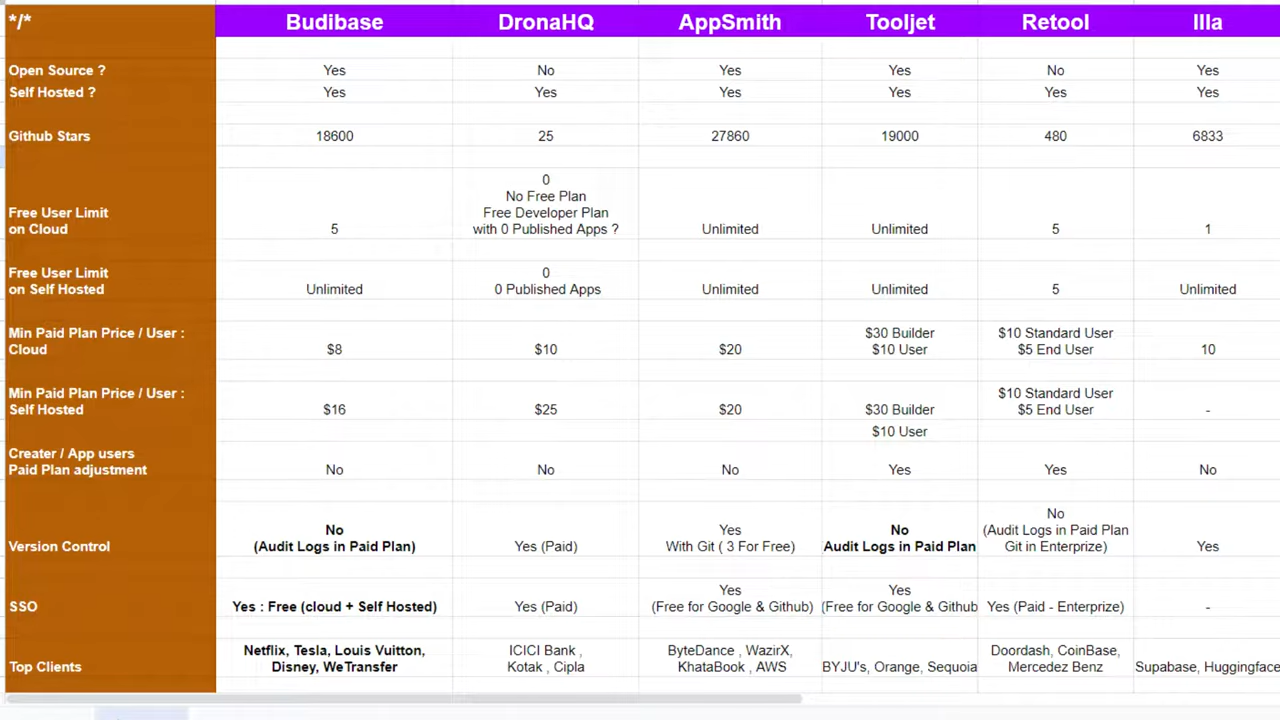 */* Budibase DronaHQ AppSmith Tooljet Retool Illa
Open Source ? Yes No Yes Yes No Yes
Self Hosted ? Yes Yes Yes Yes Yes Yes
Github Stars 18600 25 27860 19000 480 6833
0
No Free Plan
Free User Limit Free Developer Plan
on Cloud 5 with 0 Published Apps ? Unlimited Unlimited 5 1
Free User Limit 0
on Self Hosted Unlimited 0 Published Apps Unlimited Unlimited 5 Unlimited
Min Paid Plan Price / User : $30 Builder $10 Standard User
Cloud $8 $10 $20 $10 User $5 End User 10
Min Paid Plan Price / User : $10 Standard User
Self Hosted $16 $25 $20 $30 Builder $5 End User -
$10 User
Creater / App users
Paid Plan adjustment No No No Yes Yes No
No
No Yes No (Audit Logs in Paid Plan
Version Control (Audit Logs in Paid Plan) Yes (Paid) With Git ( 3 For Free) Audit Logs in Paid Plan Git in Enterprize) Yes
Yes Yes
SSO Yes : Free (cloud + Self Hosted) Yes (Paid) (Free for Google & Github) (Free for Google & Github Yes (Paid - Enterprize) -
Netflix, Tesla, Louis Vuitton, ICICI Bank , ByteDance , WazirX, Doordash, CoinBase,
Top Clients Disney, WeTransfer Kotak , Cipla KhataBook , AWS BYJU's, Orange, Sequoia Mercedez Benz Supabase, Huggingface